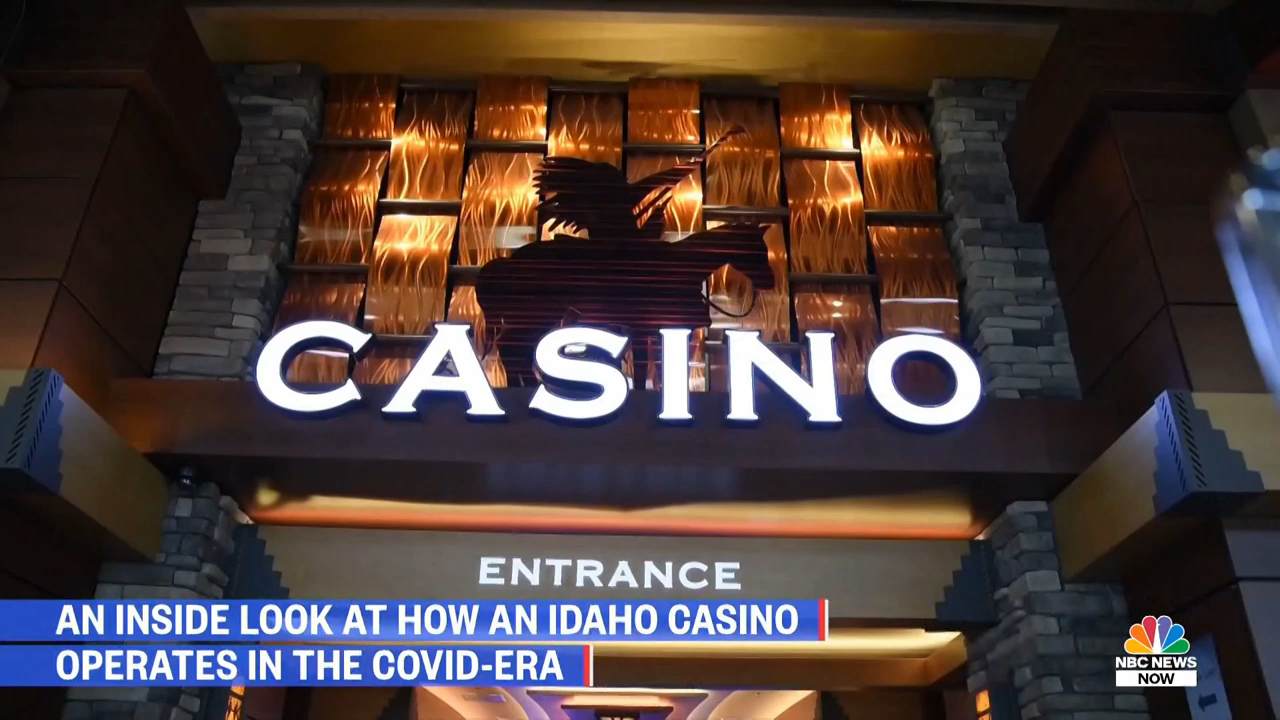 CASINO
ENTRANCE
AN INSIDE LOOK AT HOW AN IDAHO CASINO
OPERATES IN THE COVID-ERA
NBC NEWS
NOW